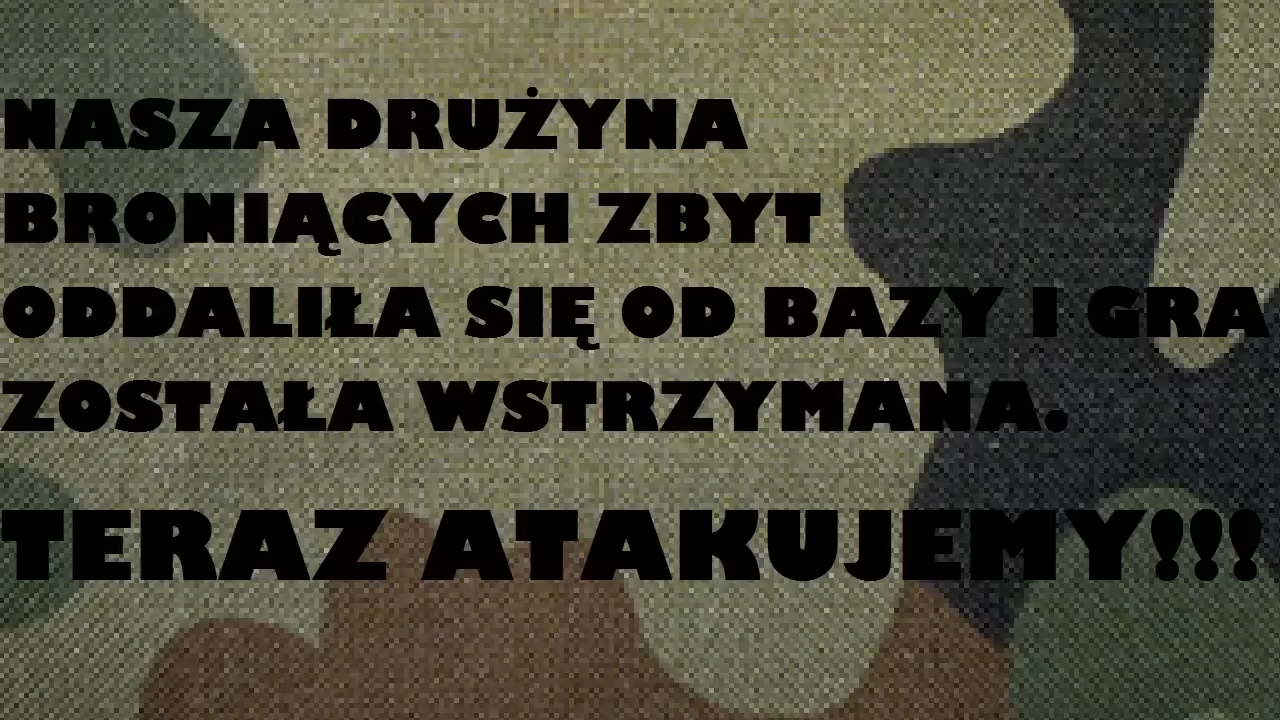 NASZA DRUŻYNA
BRONIĄCYCH ZBYT
ODDALIŁA SIĘ OD BAZY I GRA
ZOSTAŁA WSTRZYMANA.
TERAZ ATAKUJEMY!!!